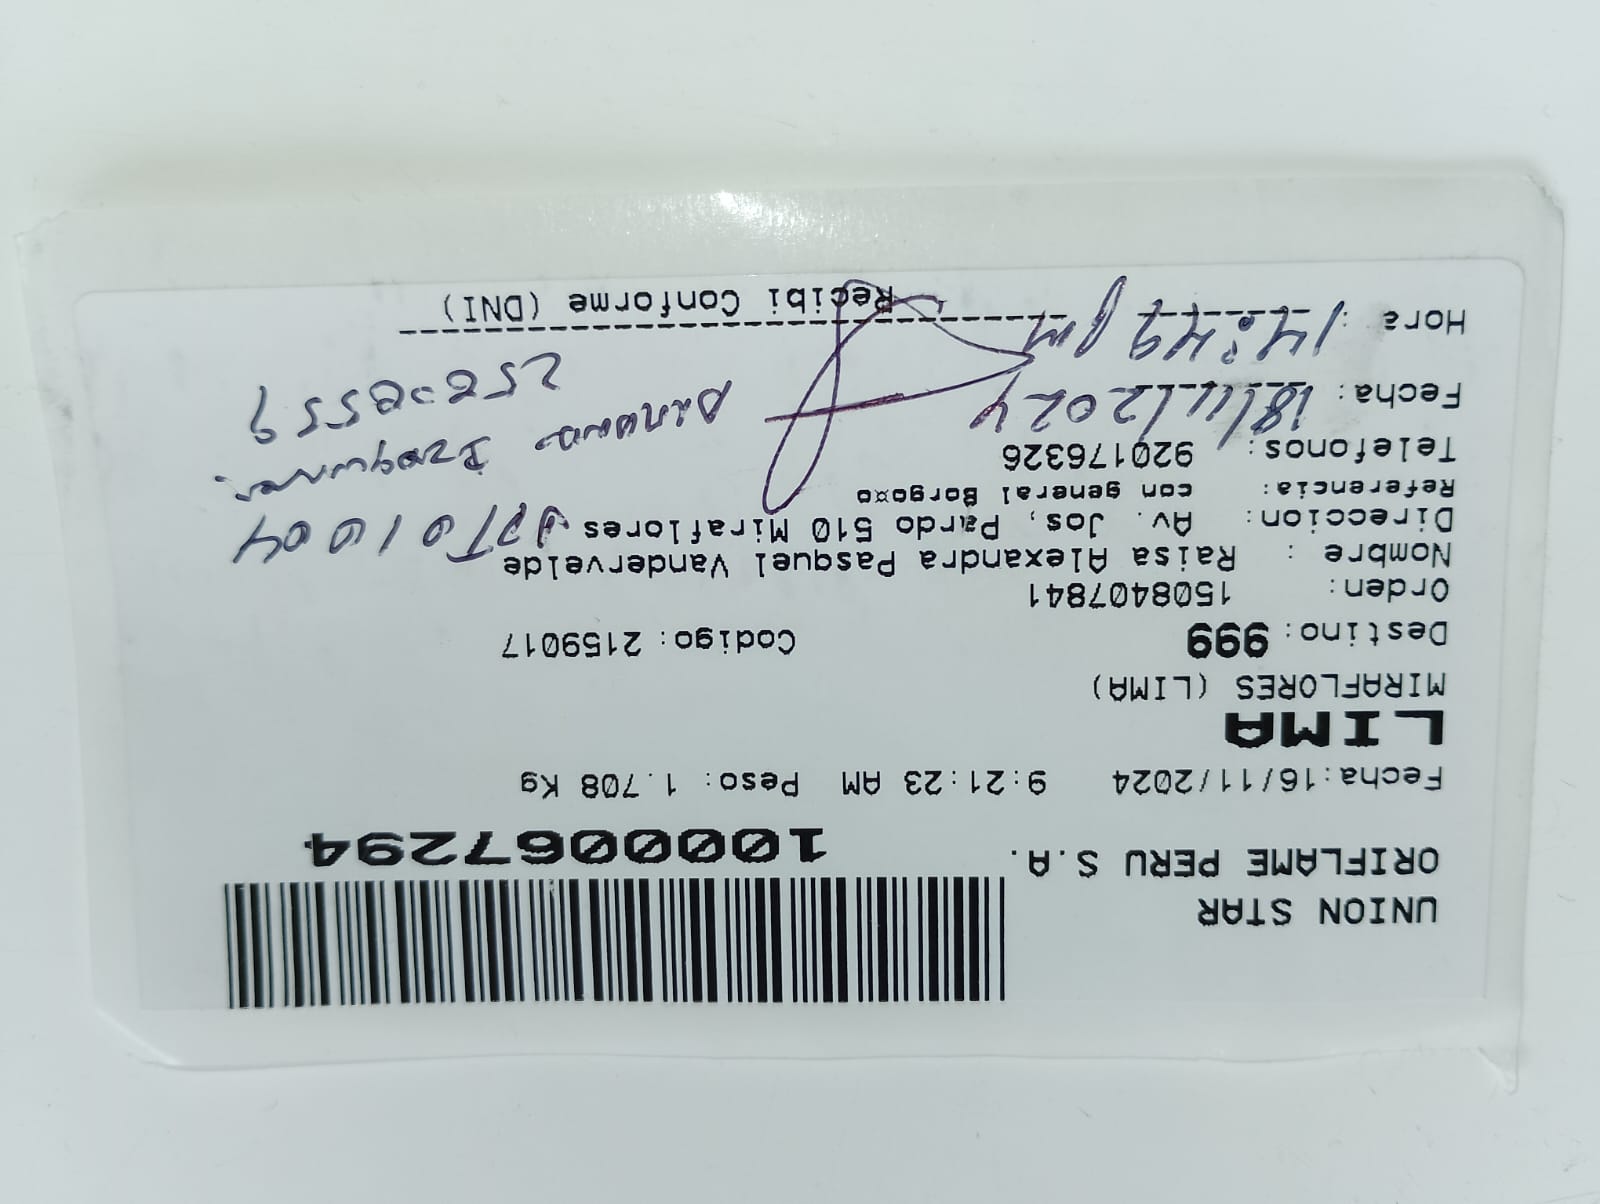 UNION STAR
ORIFLAME PERU S.A.
1000067294
Fecha:16/11/2024 9:21:23 AM Peso: 1.708 Kg
LIMA
MIRAFLORES (LIMA)
Destino: 999 Codigo: 2159017
Orden: 1508407841
Nombre : Raisa Alexandra Pasquel Vandervelde
Direccion: Av. Jos, Pardo 510 Miraflores
Referencia: con general Borgo¤o
Telefonos: 920176326
Fecha: 18/11/2024
Hora : 14:49 pm
Recibi Conforme (DNI)